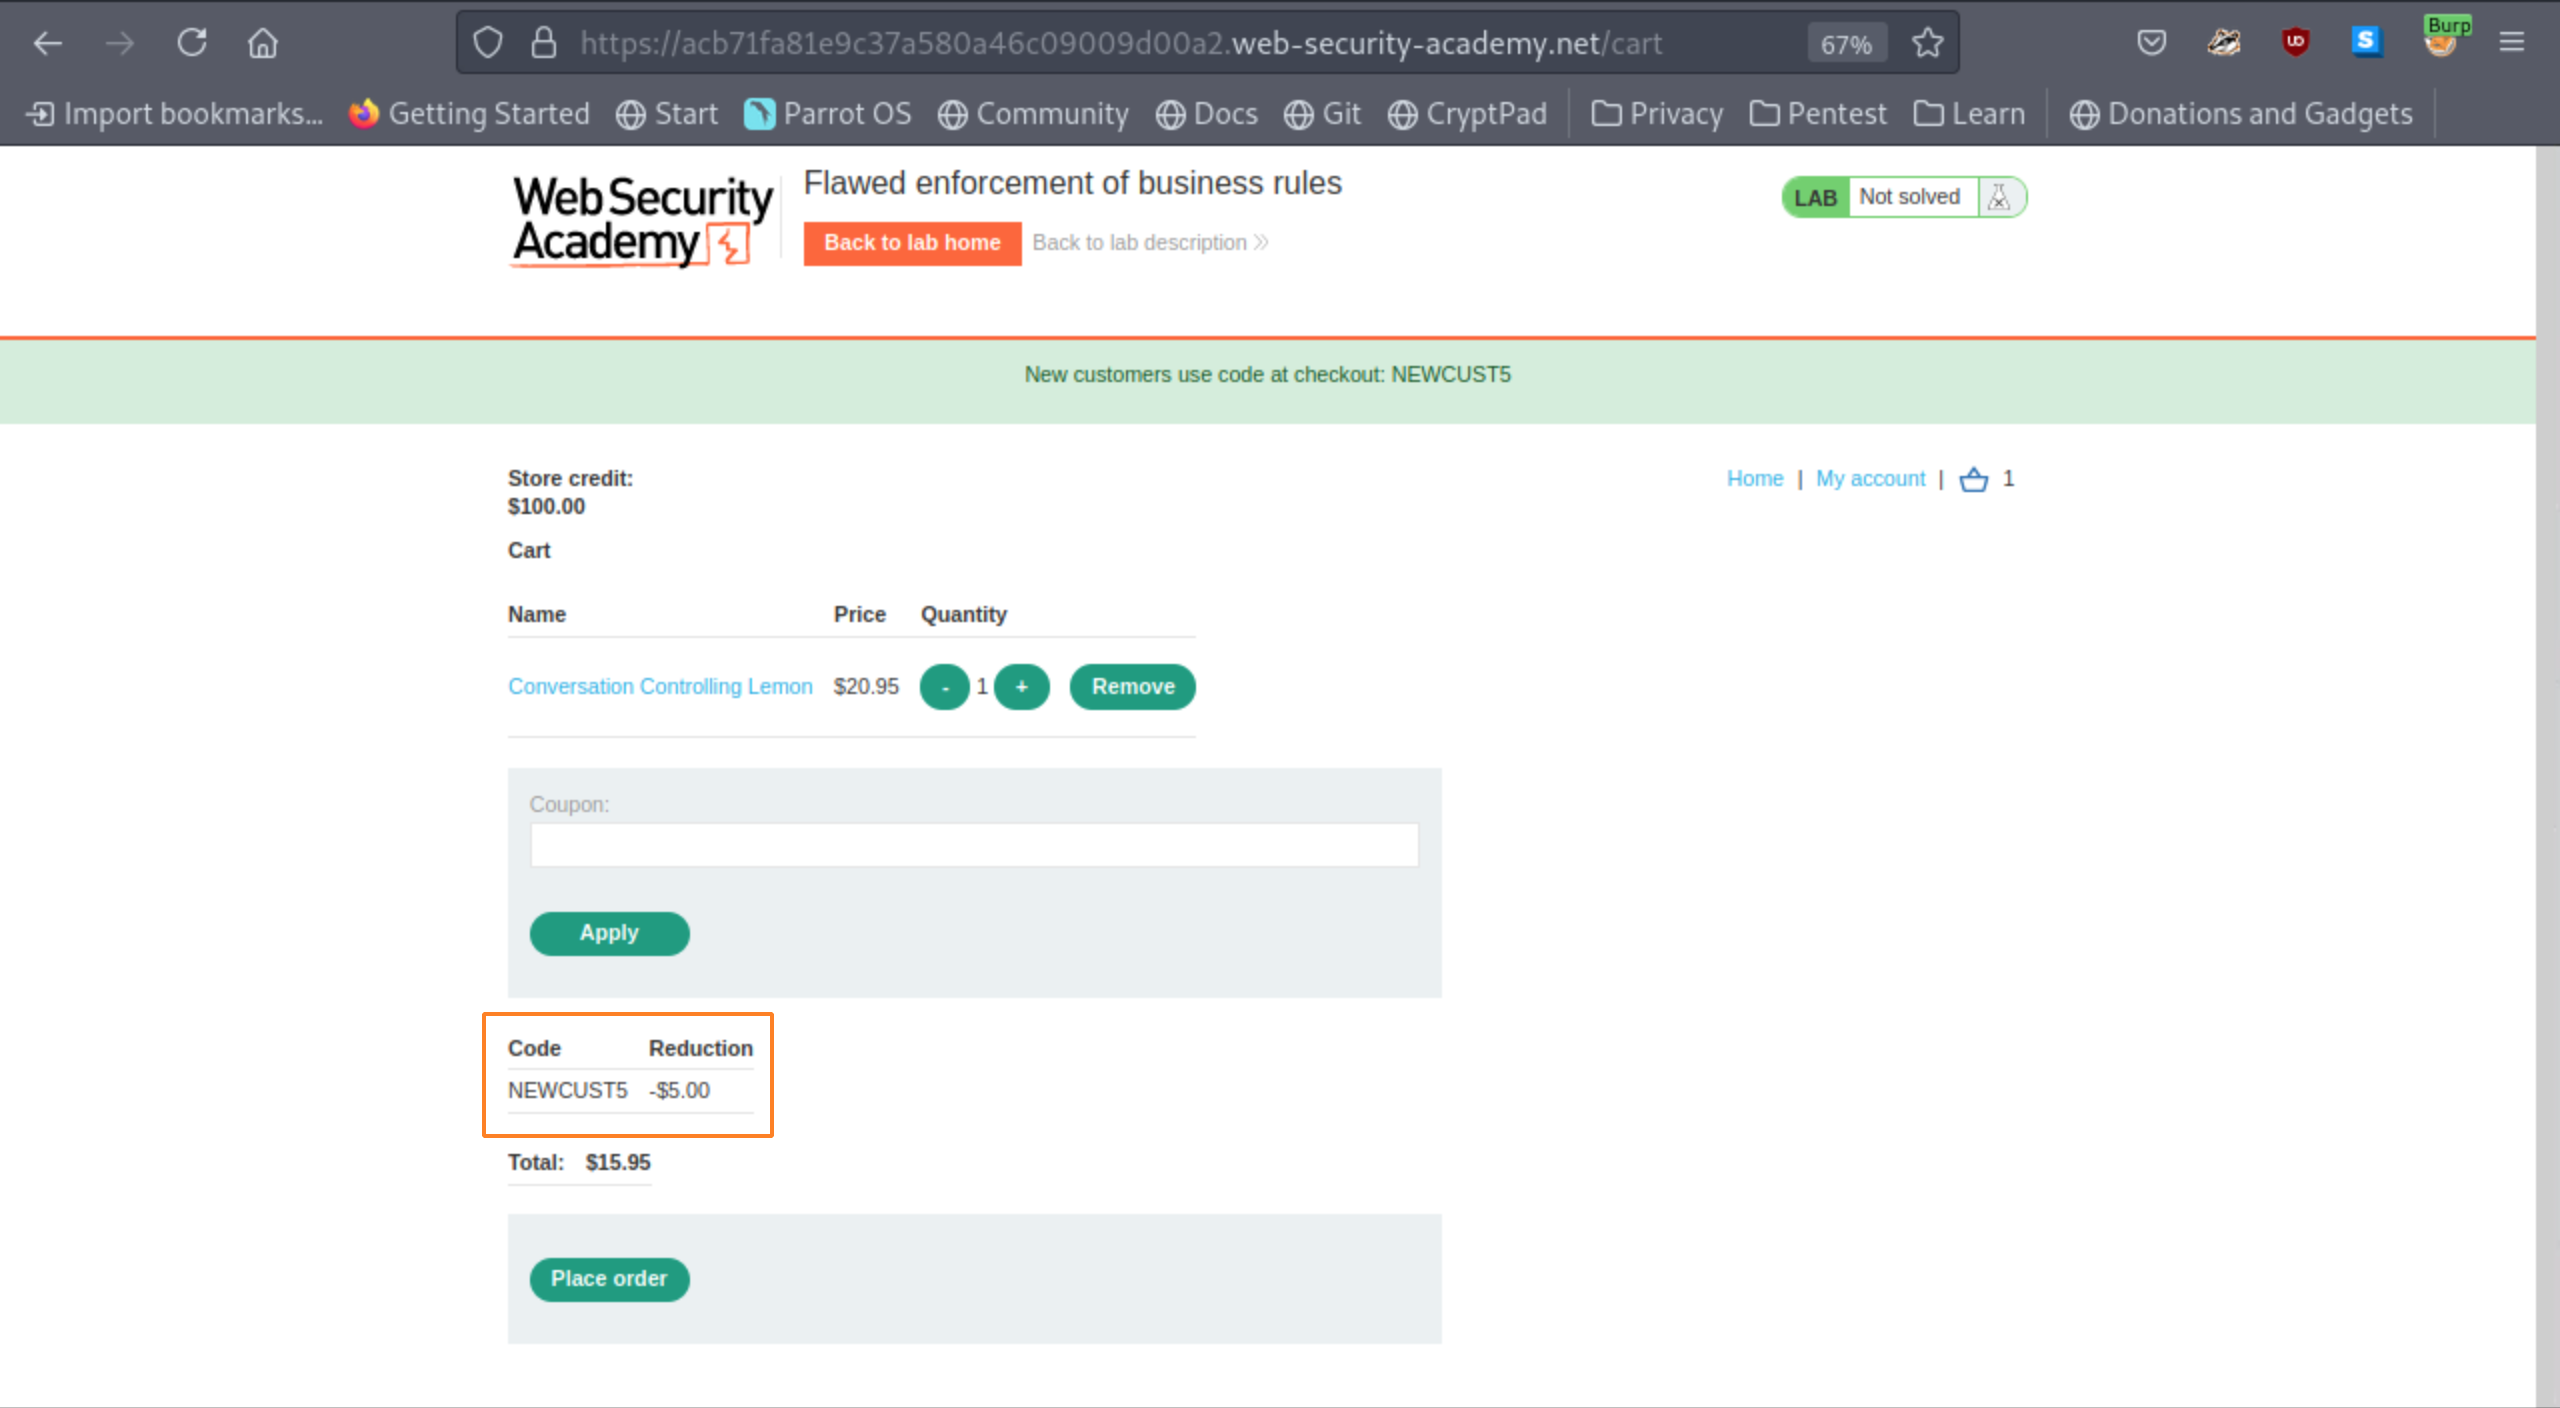 Burp
https://acb71fa81e9c37a580a46c09009d00a2.web-security-academy.net/cart 67%
Import bookmarks... Getting Started Start Parrot OS Community Docs Git CryptPad Privacy Pentest Learn Donations and Gadgets
Web Security Academy
Flawed enforcement of business rules
LAB Not solved
Back to lab home Back to lab description
New customers use code at checkout: NEWCUST5
Store credit:
$100.00
Home | My account | 1
Cart
Name Price Quantity
Conversation Controlling Lemon $20.95 - 1 + Remove
Coupon:
Apply
Code Reduction
NEWCUST5 -$5.00
Total: $15.95
Place order